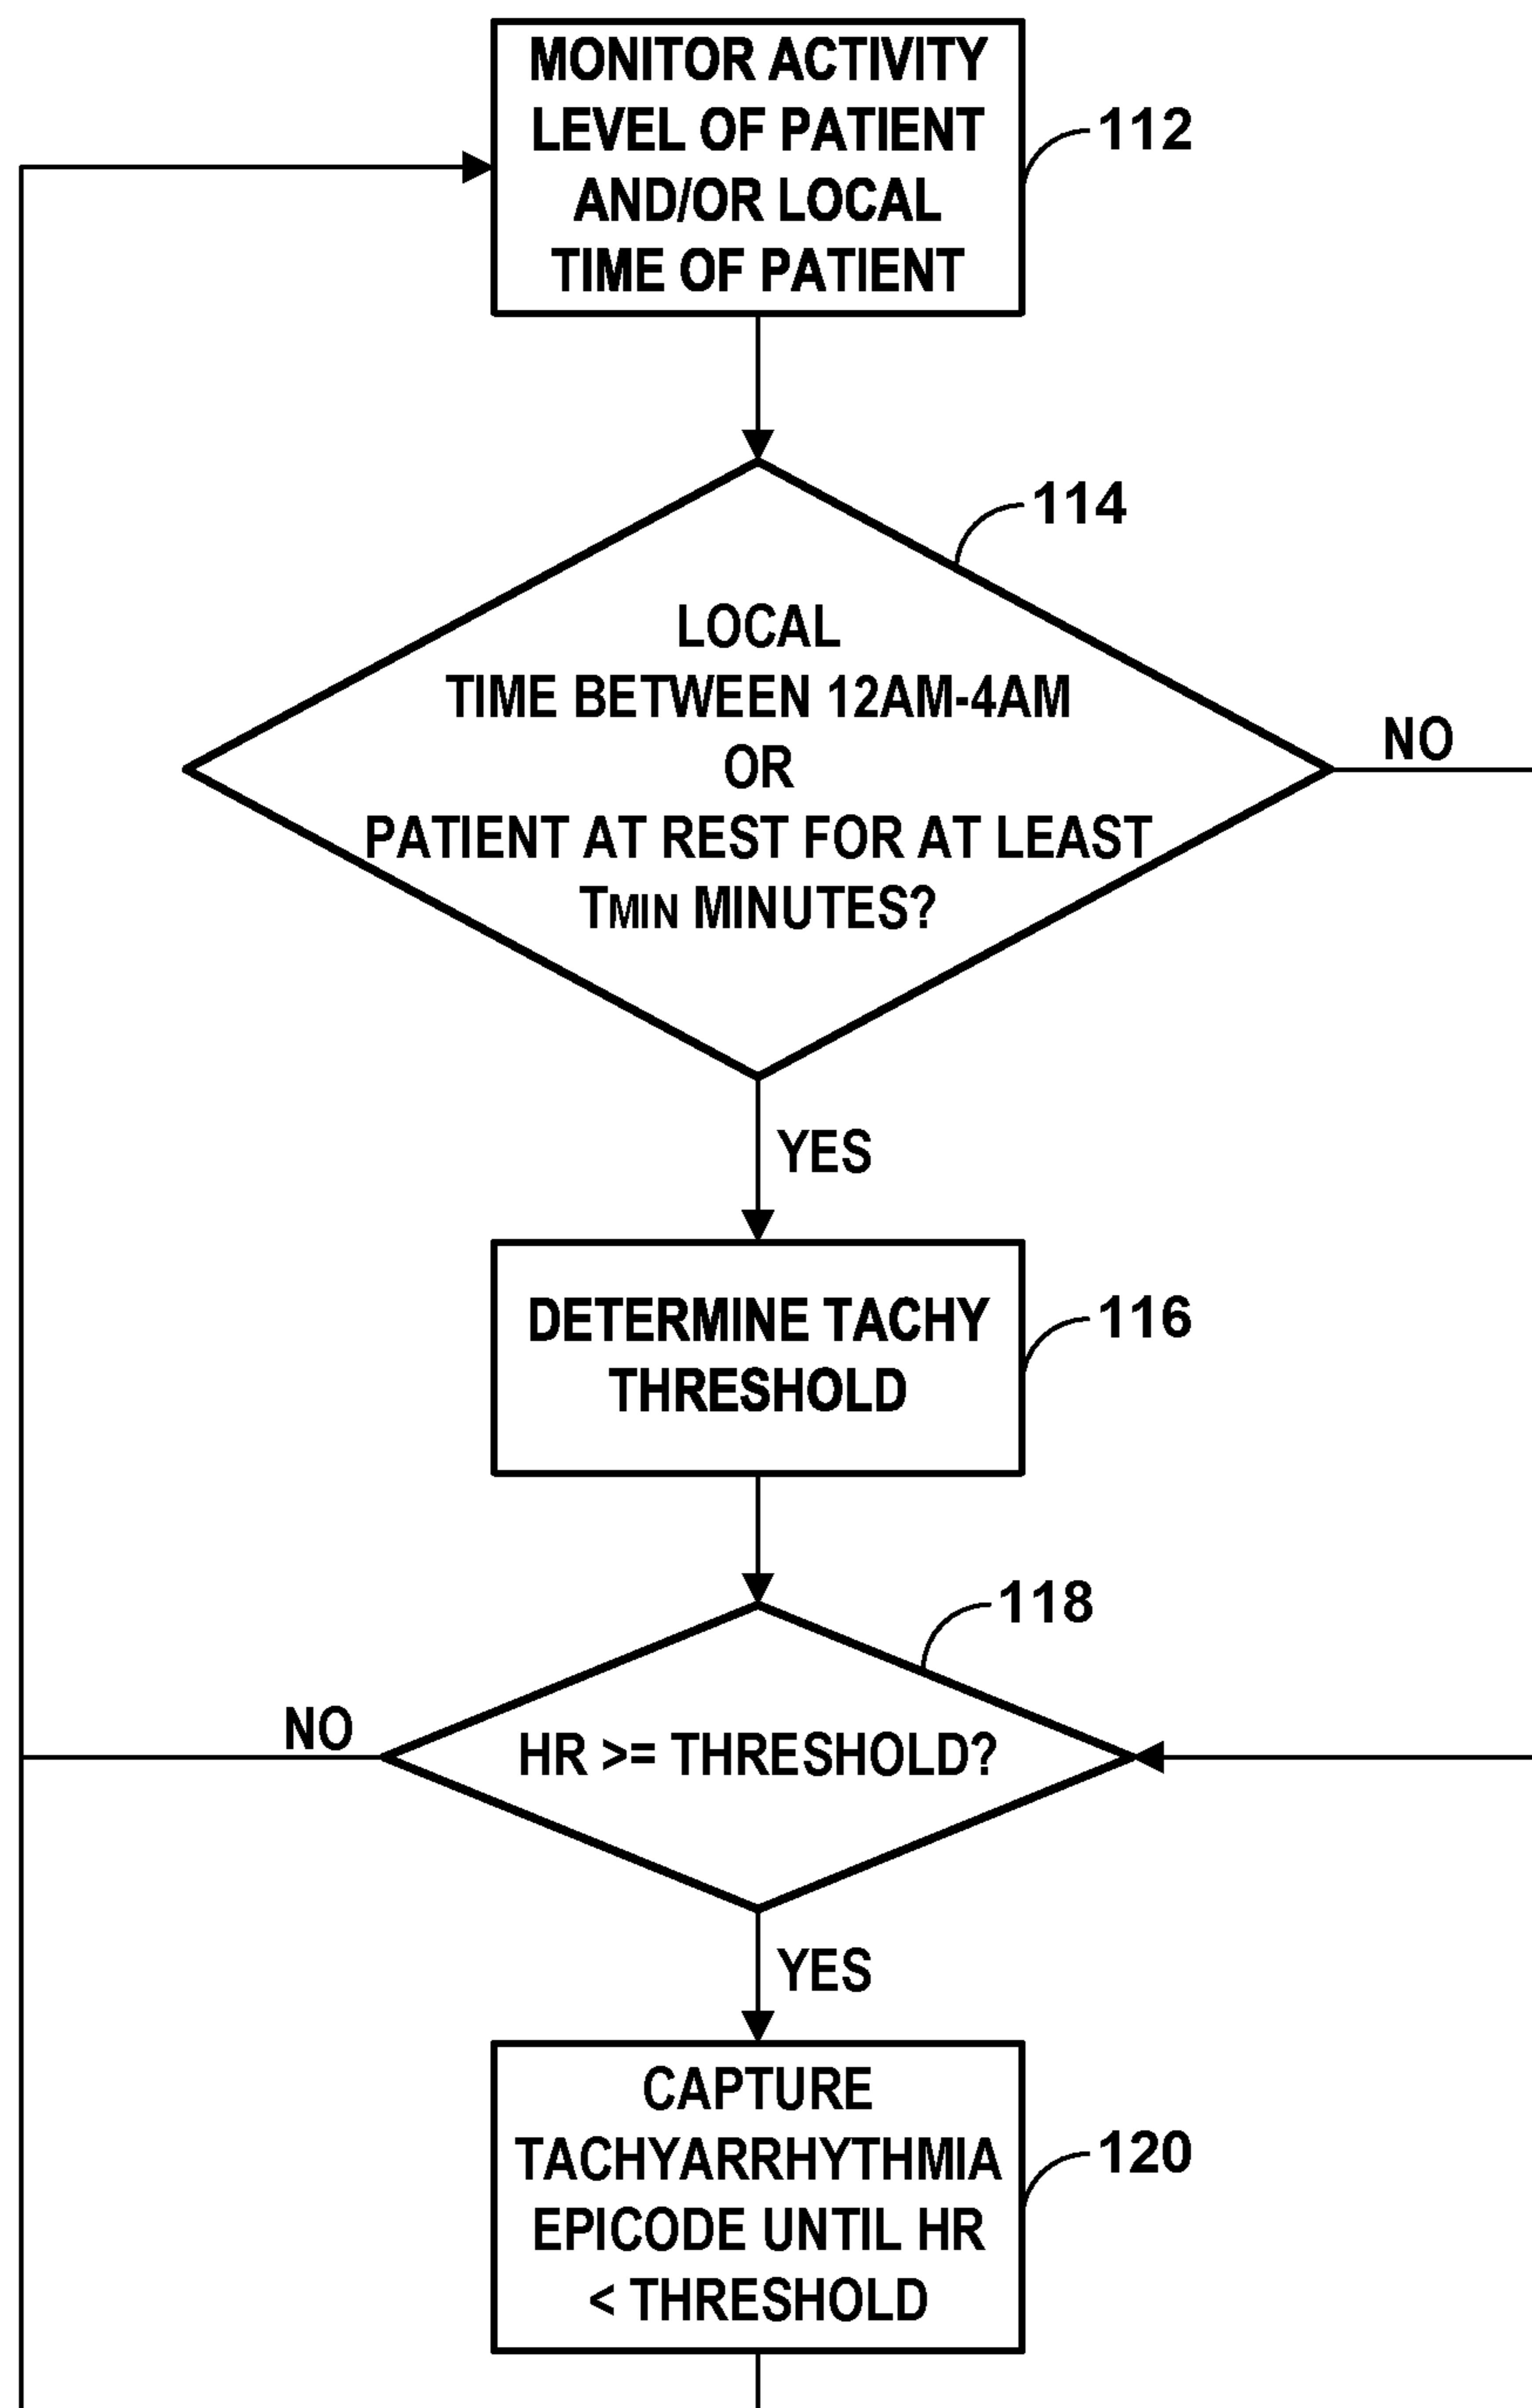 MONITOR ACTIVITY
LEVEL OF PATIENT
AND/OR LOCAL
TIME OF PATIENT
112
114
LOCAL
TIME BETWEEN 12AM-4AM
OR
PATIENT AT REST FOR AT LEAST
TMIN MINUTES?
NO
YES
DETERMINE TACHY
THRESHOLD
116
118
NO
HR >= THRESHOLD?
YES
CAPTURE
TACHYARRHYTHMIA
EPICODE UNTIL HR
< THRESHOLD
120